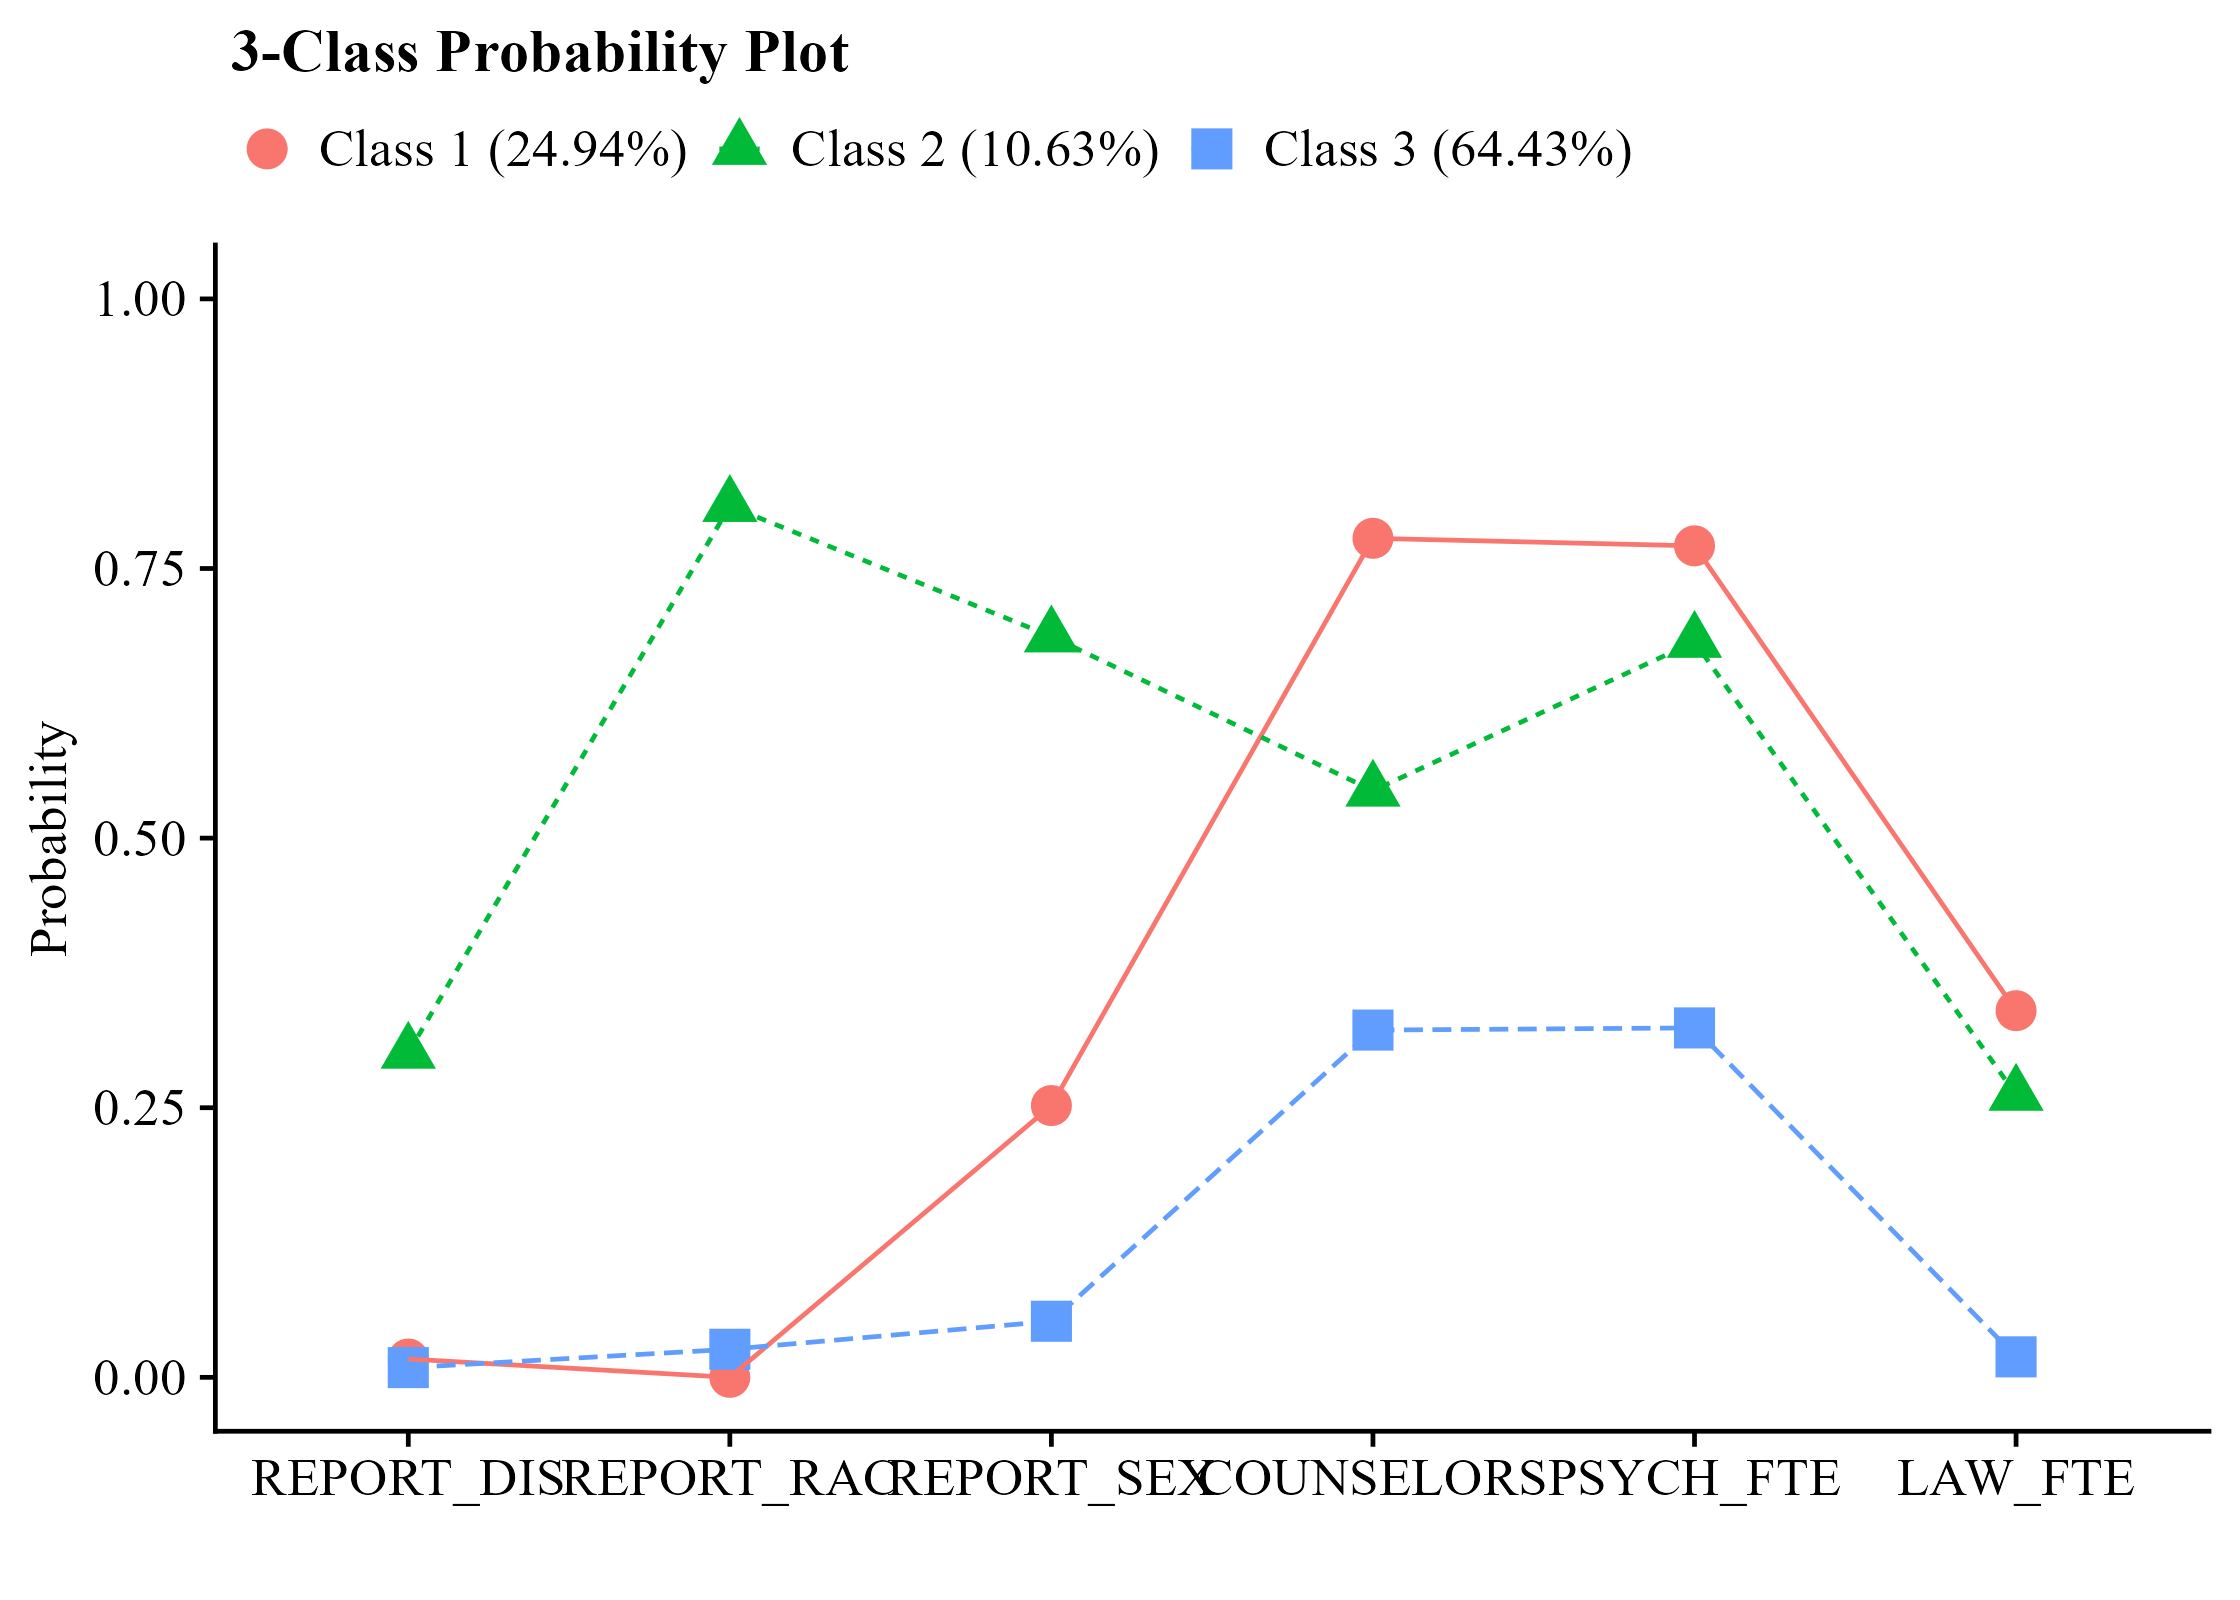 3-Class Probability Plot
Class 1 (24.94%) Class 2 (10.63%) Class 3 (64.43%)
1.00
0.75
0.50
0.25
0.00
Probability
REPORT_DIS REPORT_RAC REPORT_SEX COUNSELORS PSYCH_FTE LAW_FTE